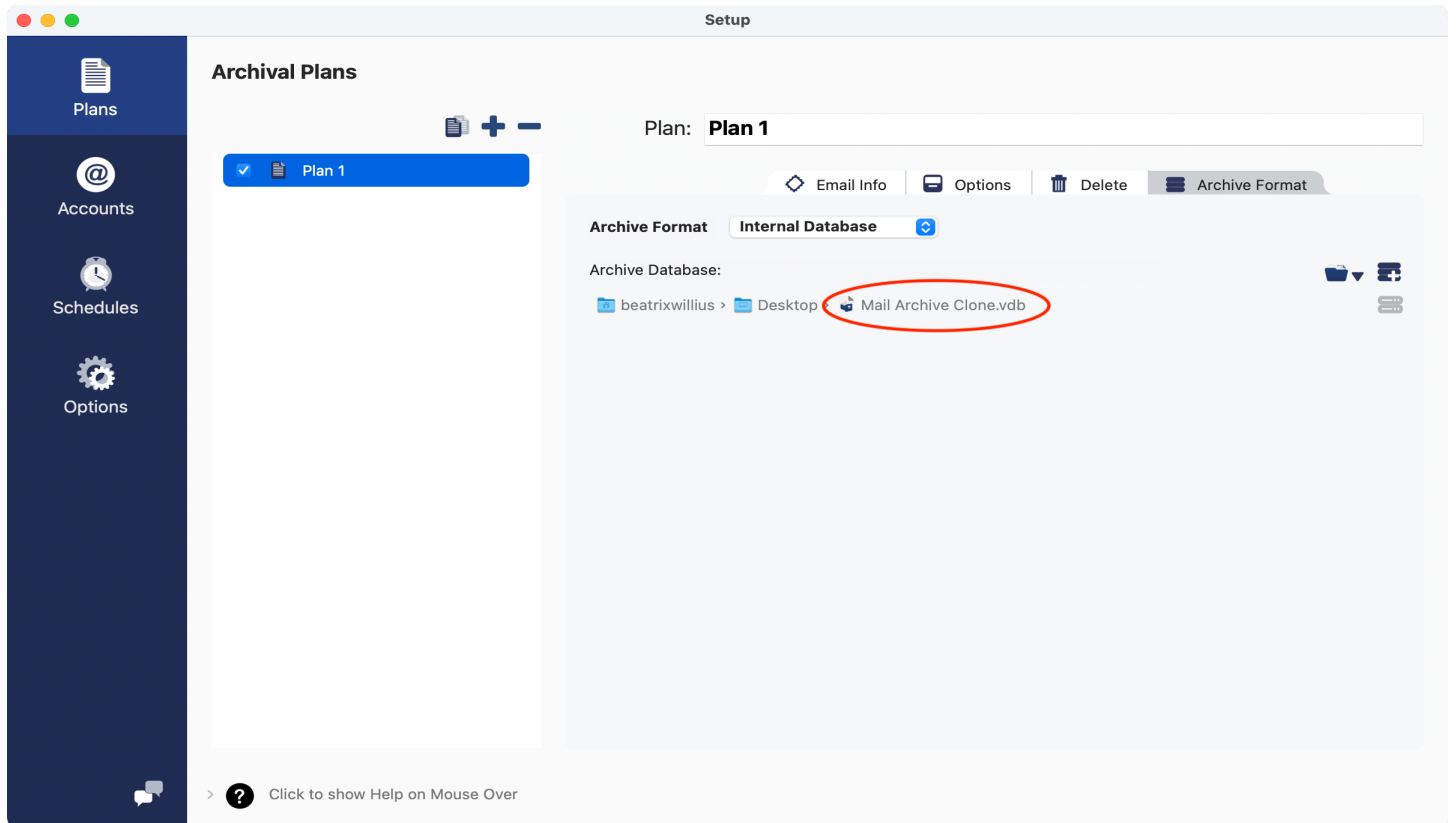 Setup
Plans
Accounts
Schedules
Options
Archival Plans
Plan 1
Plan: Plan 1
Email Info Options Delete Archive Format
Archive Format Internal Database
Archive Database:
beatrixwillius › Desktop › Mail Archive Clone.vdb
? Click to show Help on Mouse Over